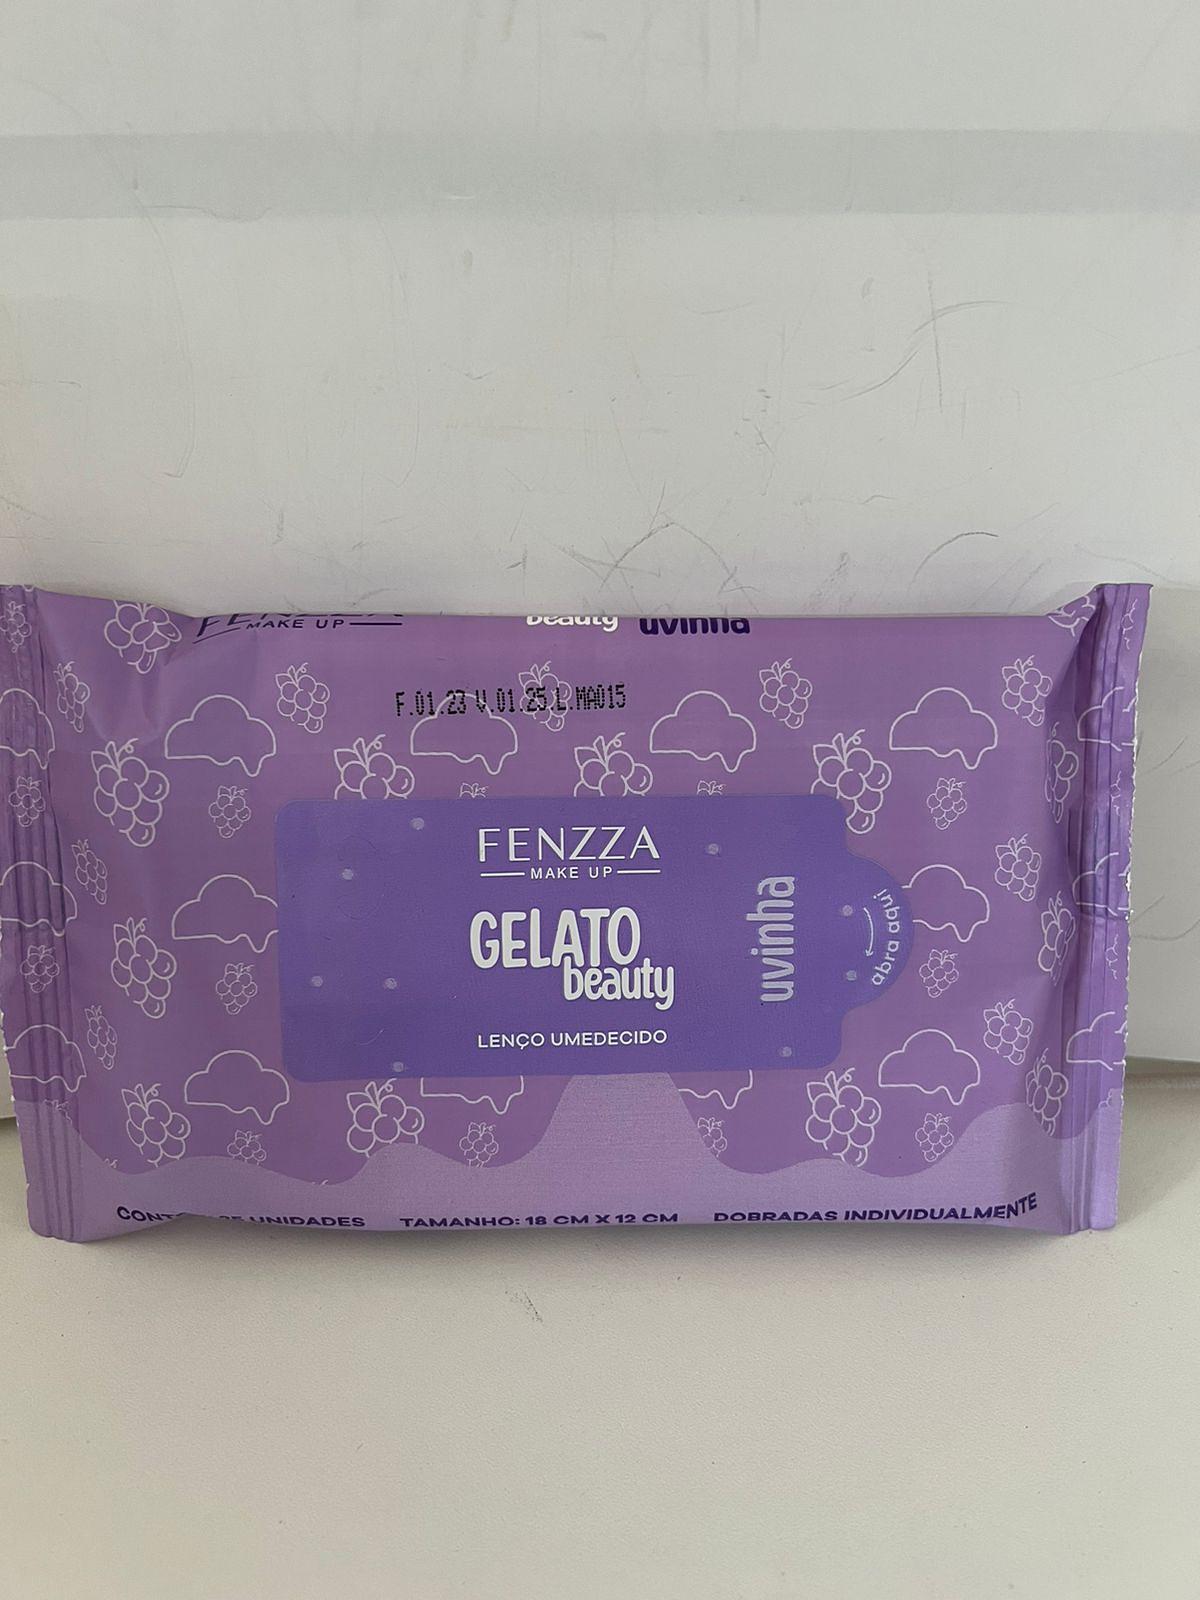 MAKE UP
beauty uvinha
F.01.23 V.01.25 L.MA015
FENZZA
MAKE UP
GELATO
beauty
LENÇO UMEDECIDO
uvinha
abra aqui
UNIDADES TAMANHO: 18 CM X 12 CM DOBRADAS INDIVIDUALMENTE